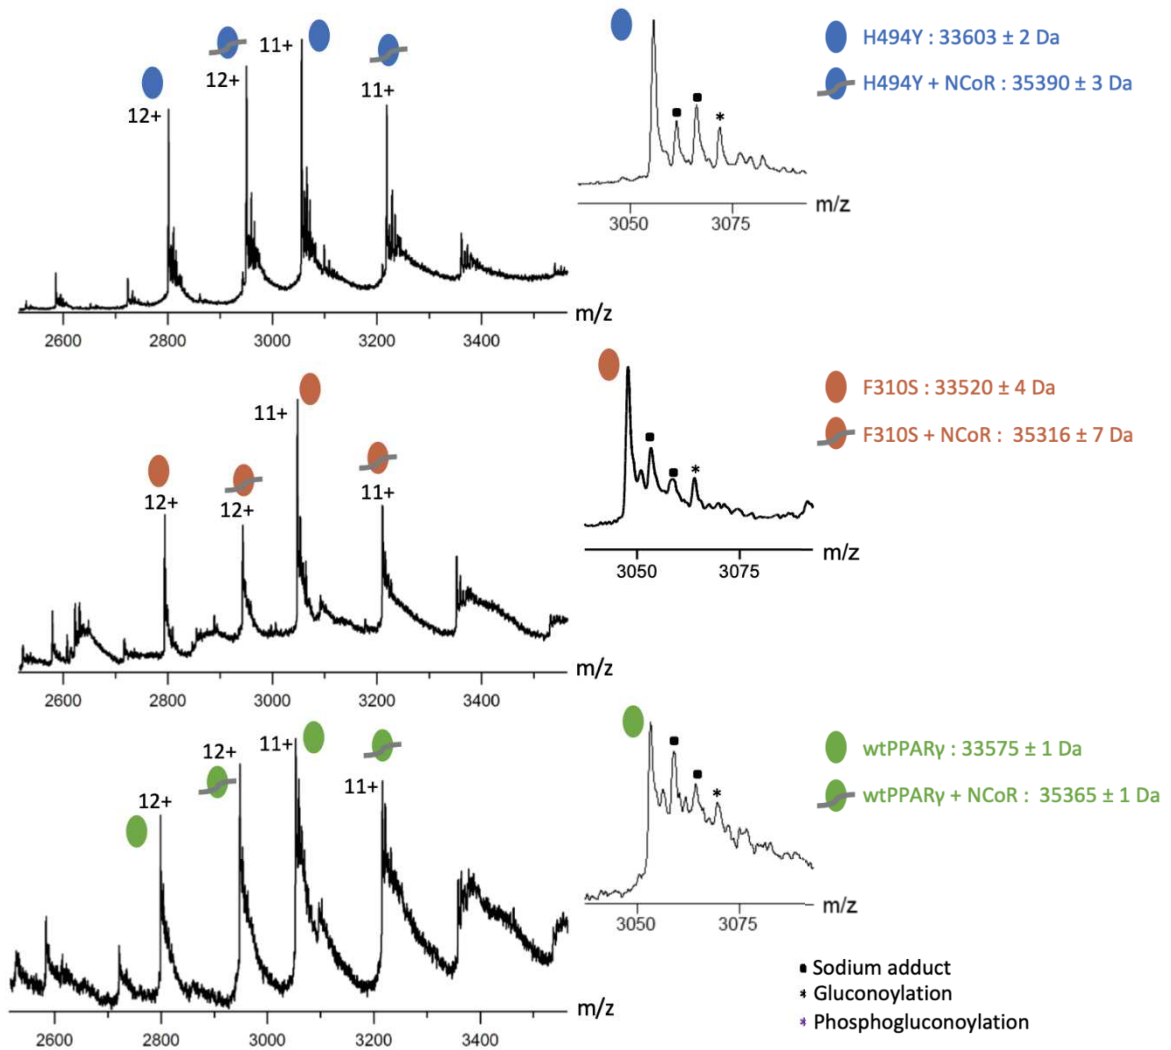 12+
12+
11+
11+
2600 2800 3000 3200 3400
m/z
3050 3075
m/z
H494Y : 33603 ± 2 Da
H494Y + NCoR : 35390 ± 3 Da
*
12+
12+
11+
11+
2600 2800 3000 3200 3400
m/z
3050 3075
m/z
F310S : 33520 ± 4 Da
F310S + NCoR : 35316 ± 7 Da
*
12+
12+
11+
11+
2600 2800 3000 3200 3400
m/z
3050 3075
m/z
wtPPARγ : 33575 ± 1 Da
wtPPARγ + NCoR : 35365 ± 1 Da
*
▪ Sodium adduct
* Gluconoylation
* Phosphogluconoylation